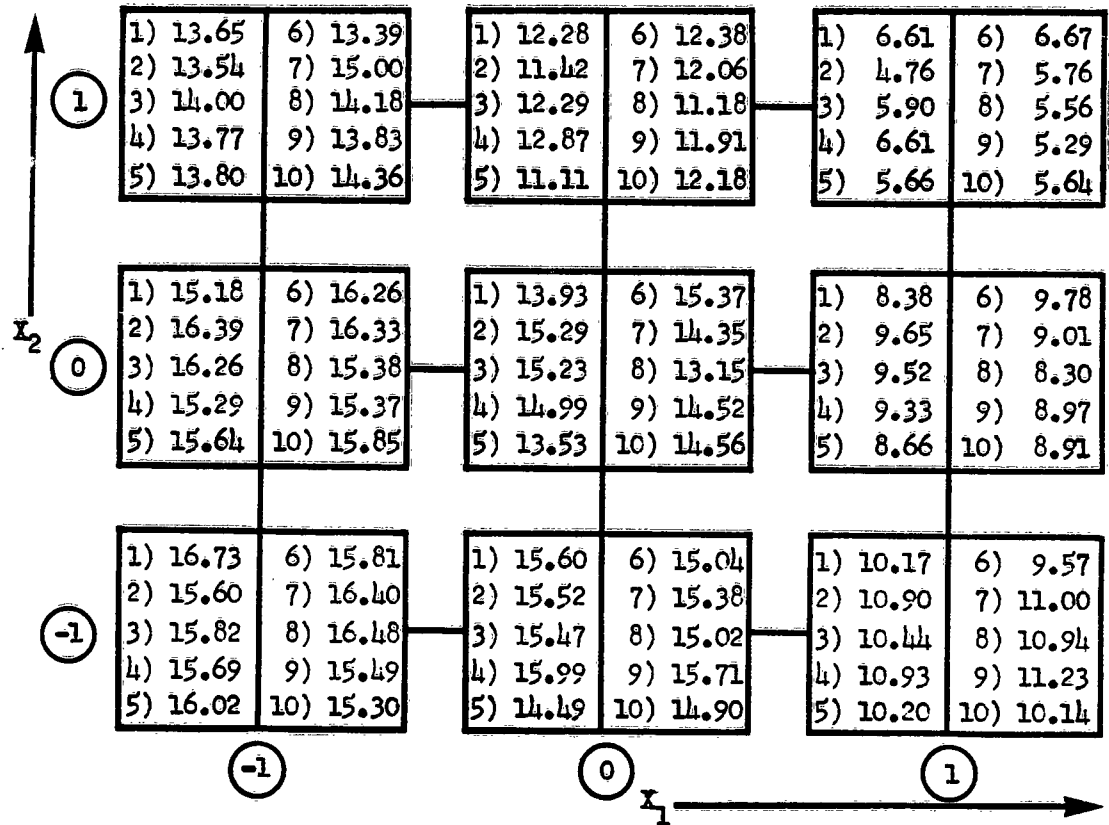 1) 13.65 6) 13.39
2) 13.54 7) 15.00
3) 14.00 8) 14.18
4) 13.77 9) 13.83
5) 13.80 10) 14.36
1) 12.28 6) 12.38
2) 11.42 7) 12.06
3) 12.29 8) 11.18
4) 12.87 9) 11.91
5) 11.11 10) 12.18
1) 6.61 6) 6.67
2) 4.76 7) 5.76
3) 5.90 8) 5.56
4) 6.61 9) 5.29
5) 5.66 10) 5.64
1
1) 15.18 6) 16.26
2) 16.39 7) 16.33
3) 16.26 8) 15.38
4) 15.29 9) 15.37
5) 15.64 10) 15.85
1) 13.93 6) 15.37
2) 15.29 7) 14.35
3) 15.23 8) 13.15
4) 14.99 9) 14.52
5) 13.53 10) 14.56
1) 8.38 6) 9.78
2) 9.65 7) 9.01
3) 9.52 8) 8.30
4) 9.33 9) 8.97
5) 8.66 10) 8.91
X2
0
1) 16.73 6) 15.81
2) 15.60 7) 16.40
3) 15.82 8) 16.48
4) 15.69 9) 15.49
5) 16.02 10) 15.30
1) 15.60 6) 15.04
2) 15.52 7) 15.38
3) 15.47 8) 15.02
4) 15.99 9) 15.71
5) 14.49 10) 14.90
1) 10.17 6) 9.57
2) 10.90 7) 11.00
3) 10.44 8) 10.94
4) 10.93 9) 11.23
5) 10.20 10) 10.14
-1
-1 0 1
X1